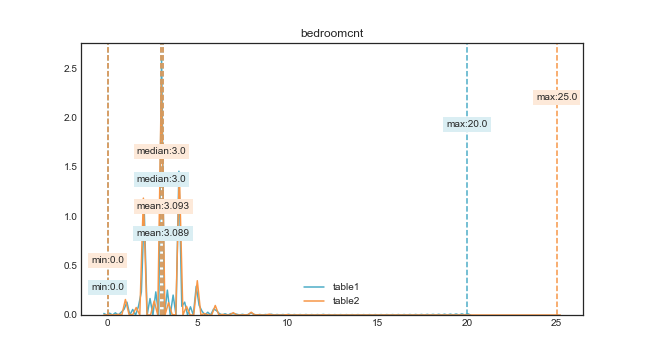 bedroomcnt
2.5
2.0
1.5
1.0
0.5
0.0
max:25.0
max:20.0
median:3.0
median:3.0
mean:3.093
mean:3.089
min:0.0
min:0.0
table1
table2
0 5 10 15 20 25